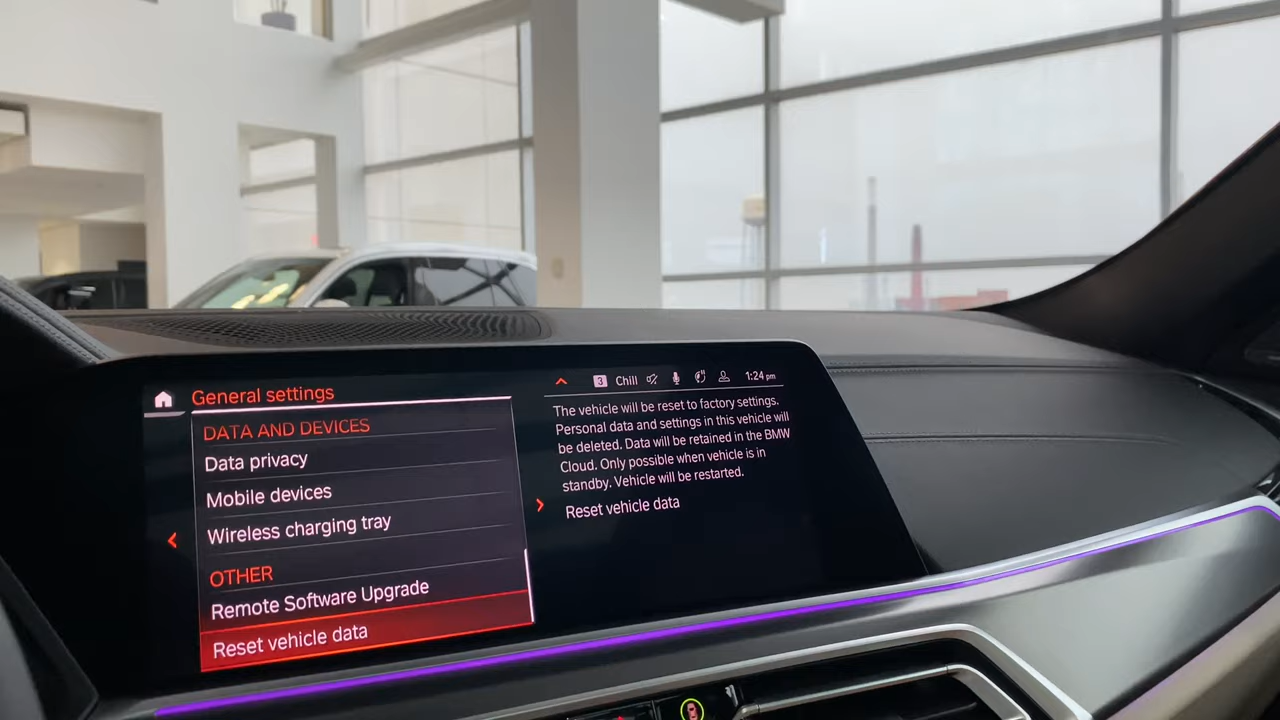 General settings
DATA AND DEVICES
Data privacy
Mobile devices
Wireless charging tray
OTHER
Remote Software Upgrade
Reset vehicle data
3 Chill 1:24 pm
The vehicle will be reset to factory settings.
Personal data and settings in this vehicle will
be deleted. Data will be retained in the BMW
Cloud. Only possible when vehicle is in
standby. Vehicle will be restarted.
Reset vehicle data